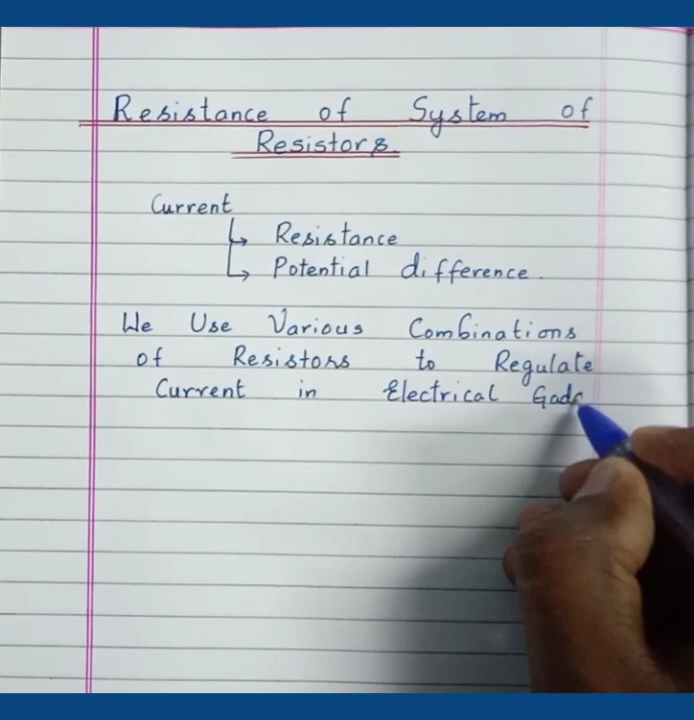 Resistance of System of
Resistors
Current
↳ Resistance
↳ Potential difference.
We Use Various Combinations
of Resistors to Regulate
Current in Electrical